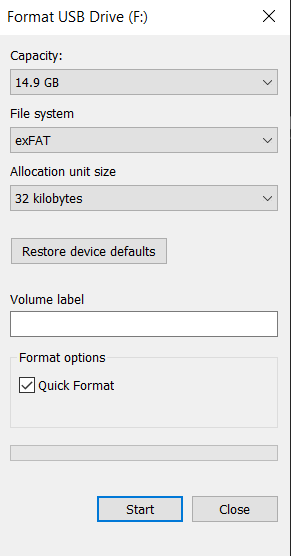 Format USB Drive (F:)
Capacity:
14.9 GB
File system
exFAT
Allocation unit size
32 kilobytes
Restore device defaults
Volume label
Format options
Quick Format
Start Close